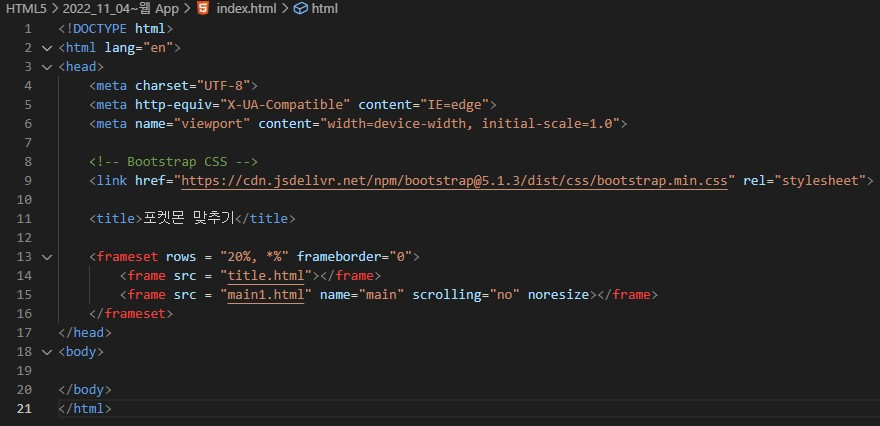 HTML5 > 2022_11_04~웹 App > index.html > html
1 <!DOCTYPE html>
2 <html lang="en">
3 <head>
4 <meta charset="UTF-8">
5 <meta http-equiv="X-UA-Compatible" content="IE=edge">
6 <meta name="viewport" content="width=device-width, initial-scale=1.0">
7
8 <!-- Bootstrap CSS -->
9 <link href="https://cdn.jsdelivr.net/npm/bootstrap@5.1.3/dist/css/bootstrap.min.css" rel="stylesheet">
10
11 <title>포켓몬 맞추기</title>
12
13 <frameset rows = "20%, *%" frameborder="0">
14 <frame src = "title.html"></frame>
15 <frame src = "main1.html" name="main" scrolling="no" noresize></frame>
16 </frameset>
17 </head>
18 <body>
19
20 </body>
21 </html>